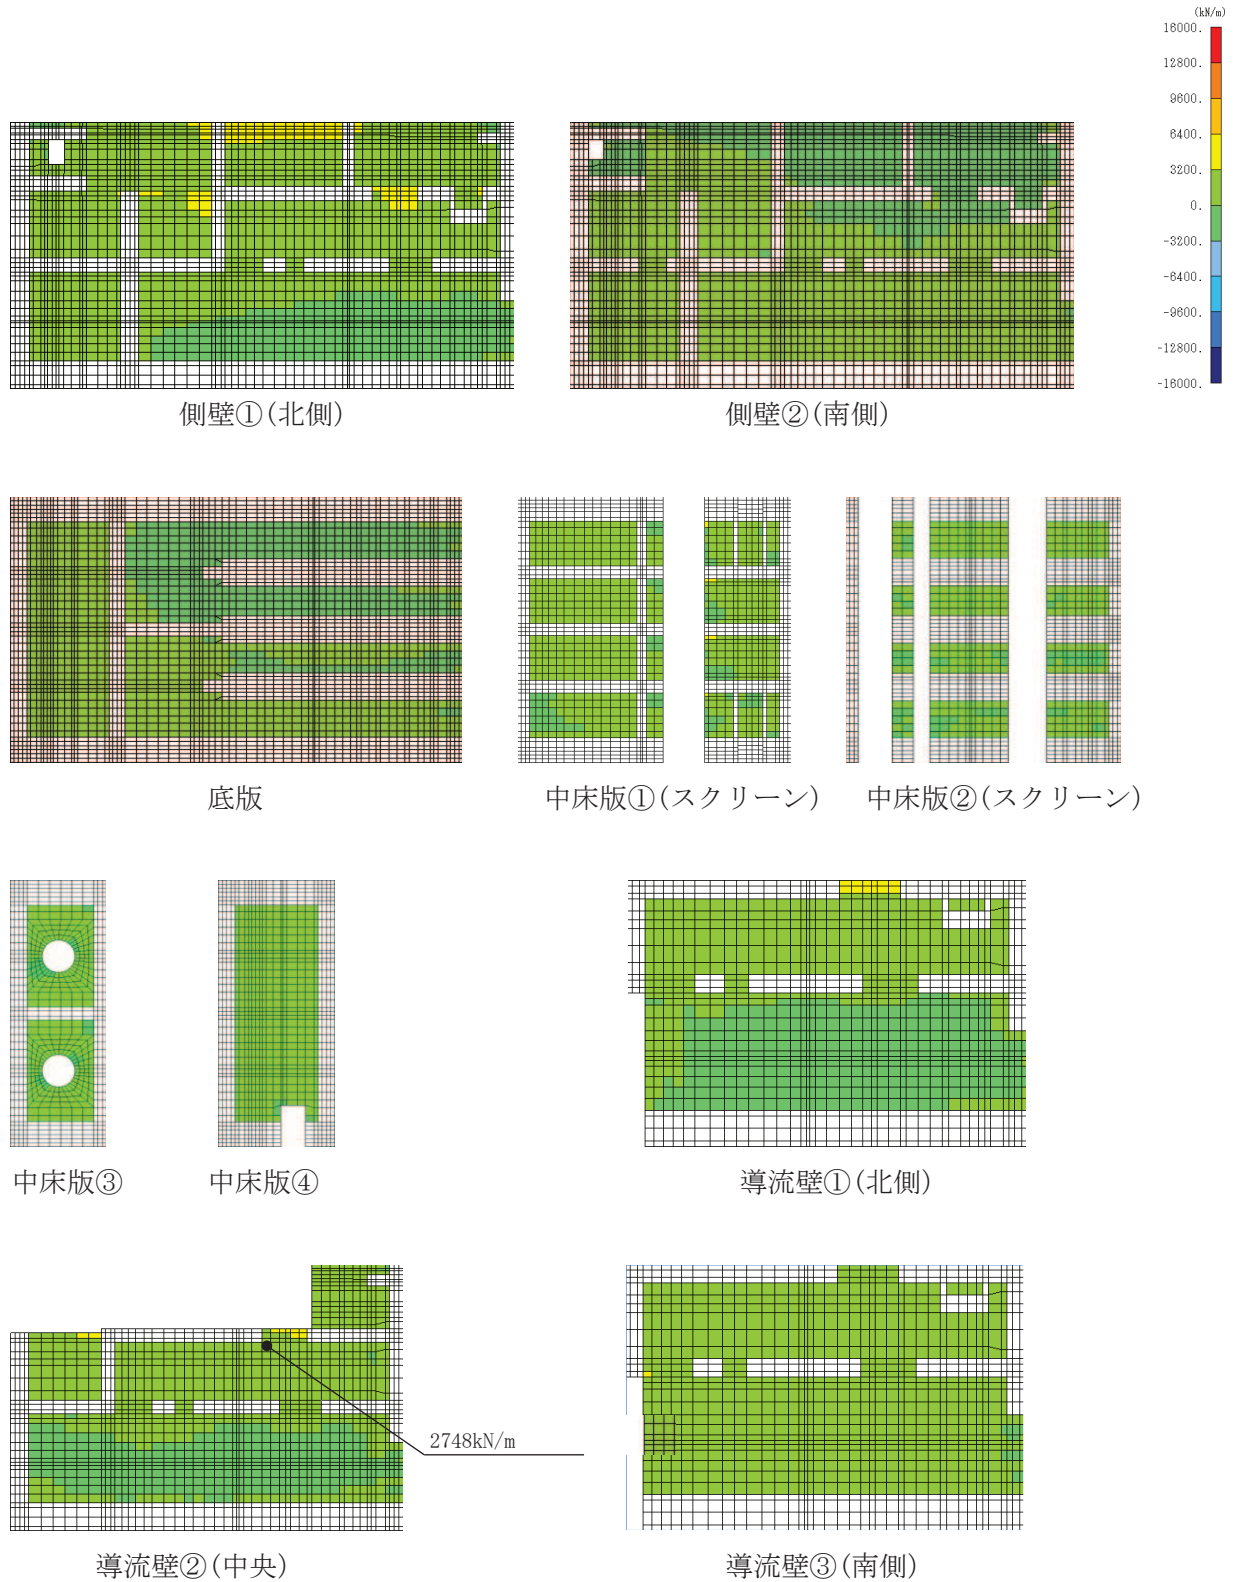 (kN/m)
16000.
12800.
9600.
6400.
3200.
0.
-3200.
-6400.
-9600.
-12800.
-16000.
側壁①(北側)
側壁②(南側)
底版
中床版①(スクリーン)
中床版②(スクリーン)
中床版③
中床版④
導流壁①(北側)
2748kN/m
導流壁②(中央)
導流壁③(南側)